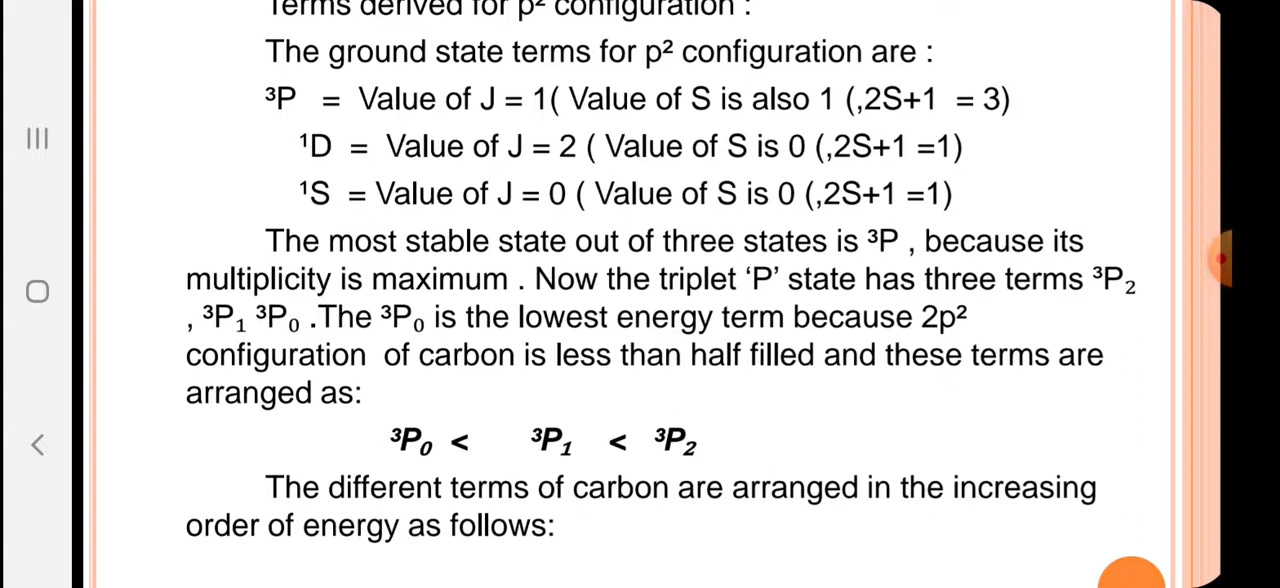 Terms derived for p² configuration :
The ground state terms for p² configuration are :
³P = Value of J = 1( Value of S is also 1 (,2S+1 = 3)
¹D = Value of J = 2 ( Value of S is 0 (,2S+1 =1)
¹S = Value of J = 0 ( Value of S is 0 (,2S+1 =1)
The most stable state out of three states is ³P , because its
multiplicity is maximum . Now the triplet ‘P’ state has three terms ³P₂
, ³P₁ ³P₀ .The ³P₀ is the lowest energy term because 2p²
configuration of carbon is less than half filled and these terms are
arranged as:
³P₀ < ³P₁ < ³P₂
The different terms of carbon are arranged in the increasing
order of energy as follows: